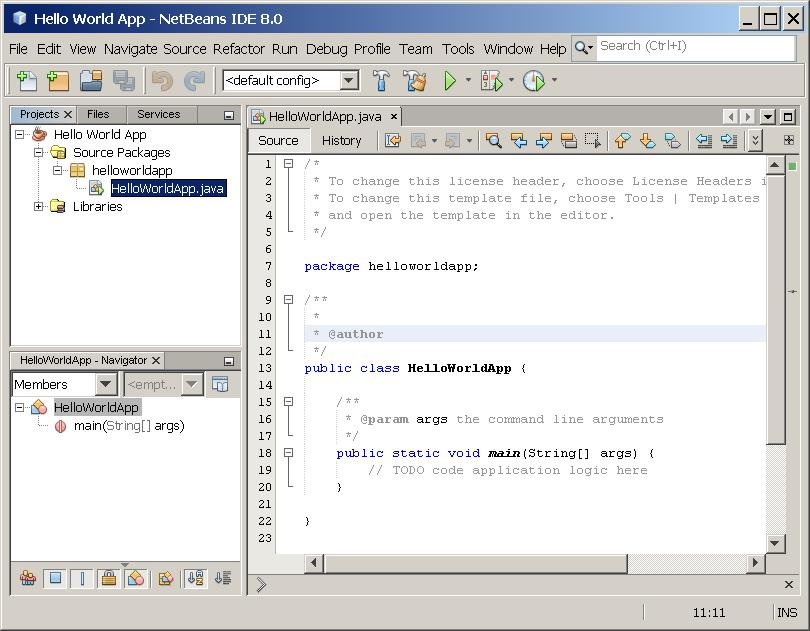 Hello World App - NetBeans IDE 8.0
File Edit View Navigate Source Refactor Run Debug Profile Team Tools Window Help
Search (Ctrl+I)
<default config>
Projects Files Services
Hello World App
Source Packages
helloworldapp
HelloWorldApp.java
Libraries
HelloWorldApp - Navigator
Members <empt...
HelloWorldApp
main(String[] args)
HelloWorldApp.java
Source History
1 /*
2 * To change this license header, choose License Headers i
3 * To change this template file, choose Tools | Templates
4 * and open the template in the editor.
5 */
6
7 package helloworldapp;
8
9 /**
10 *
11 * @author
12 */
13 public class HelloWorldApp {
14
15 /**
16 * @param args the command line arguments
17 */
18 public static void main(String[] args) {
19 // TODO code application logic here
20 }
21
22 }
23
11:11 INS